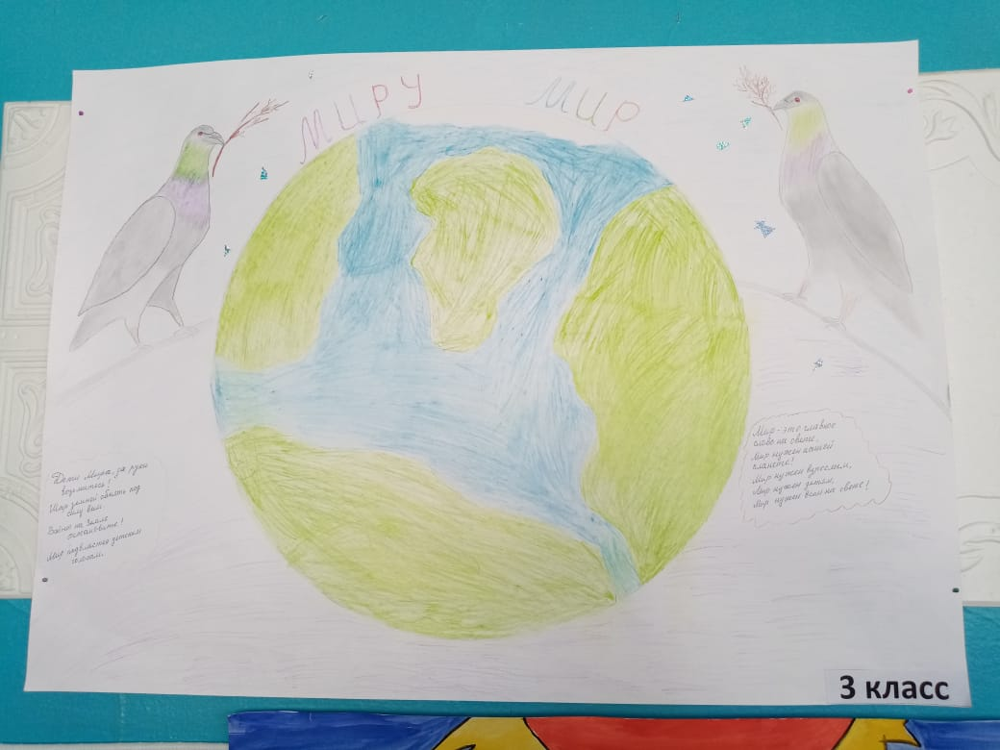 МИРУ МИР
Дети Мира, за руки
возьмитесь!
Шар земной обнять под
силу вам.
Войны на Земле
остановите!
Мир подвластен детским
голосам.
Мир - это главное
слово на свете.
Мир нужен нашей
планете!
Мир нужен взрослым,
Мир нужен детям,
Мир нужен всем на свете!
3 класс